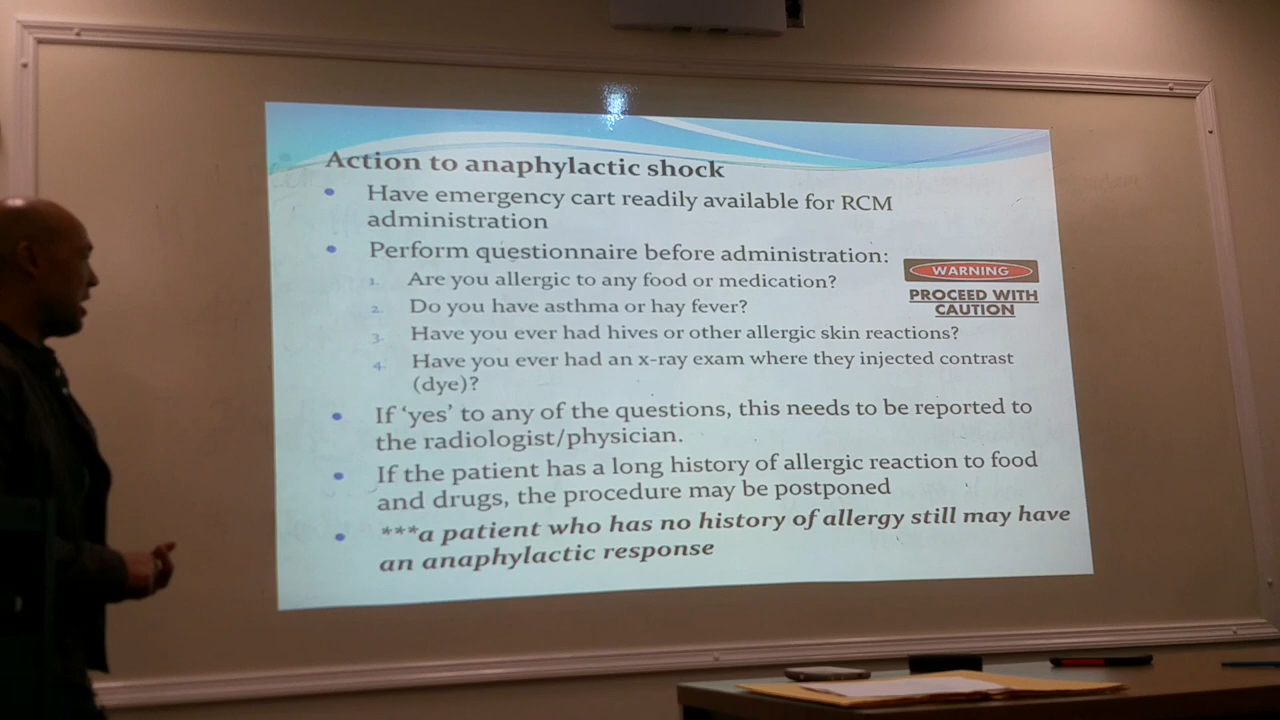 Action to anaphylactic shock
• Have emergency cart readily available for RCM
administration
• Perform questionnaire before administration:
1. Are you allergic to any food or medication?
2. Do you have asthma or hay fever?
3. Have you ever had hives or other allergic skin reactions?
4. Have you ever had an x-ray exam where they injected contrast
(dye)?
WARNING
PROCEED WITH
CAUTION
• If ‘yes’ to any of the questions, this needs to be reported to
the radiologist/physician.
• If the patient has a long history of allergic reaction to food
and drugs, the procedure may be postponed
• ***a patient who has no history of allergy still may have
an anaphylactic response